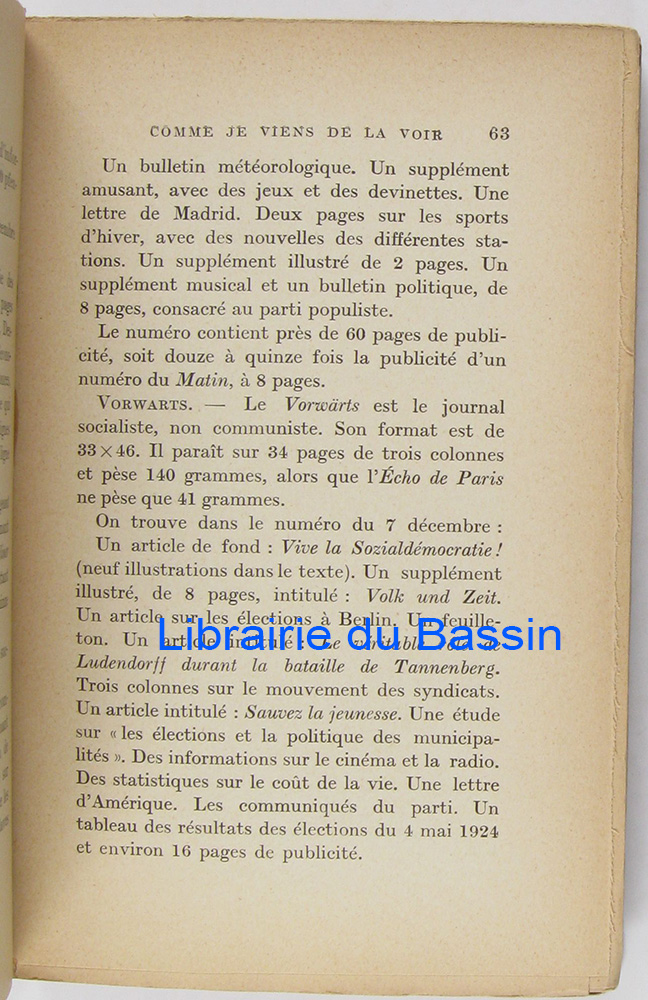 COMME JE VIENS DE LA VOIR 63
Un bulletin météorologique. Un supplément
amusant, avec des jeux et des devinettes. Une
lettre de Madrid. Deux pages sur les sports
d'hiver, avec des nouvelles des différentes sta-
tions. Un supplément illustré de 2 pages. Un
supplément musical et un bulletin politique, de
8 pages, consacré au parti populiste.
Le numéro contient près de 60 pages de publi-
cité, soit douze à quinze fois la publicité d'un
numéro du Matin, à 8 pages.
VORWARTS. — Le Vorwärts est le journal
socialiste, non communiste. Son format est de
33×46. Il paraît sur 34 pages de trois colonnes
et pèse 140 grammes, alors que l'Écho de Paris
ne pèse que 41 grammes.
On trouve dans le numéro du 7 décembre :
Un article de fond : Vive la Sozialdémocratie !
(neuf illustrations dans le texte). Un supplément
illustré, de 8 pages, intitulé : Volk und Zeit.
Un article sur les élections à Berlin. Un feuille-
ton. Un article intitulé : Le véritable rôle de
Librairie du Bassin
Ludendorff durant la bataille de Tannenberg.
Trois colonnes sur le mouvement des syndicats.
Un article intitulé : Sauvez la jeunesse. Une étude
sur « les élections et la politique des municipa-
lités ». Des informations sur le cinéma et la radio.
Des statistiques sur le coût de la vie. Une lettre
d'Amérique. Les communiqués du parti. Un
tableau des résultats des élections du 4 mai 1924
et environ 16 pages de publicité.